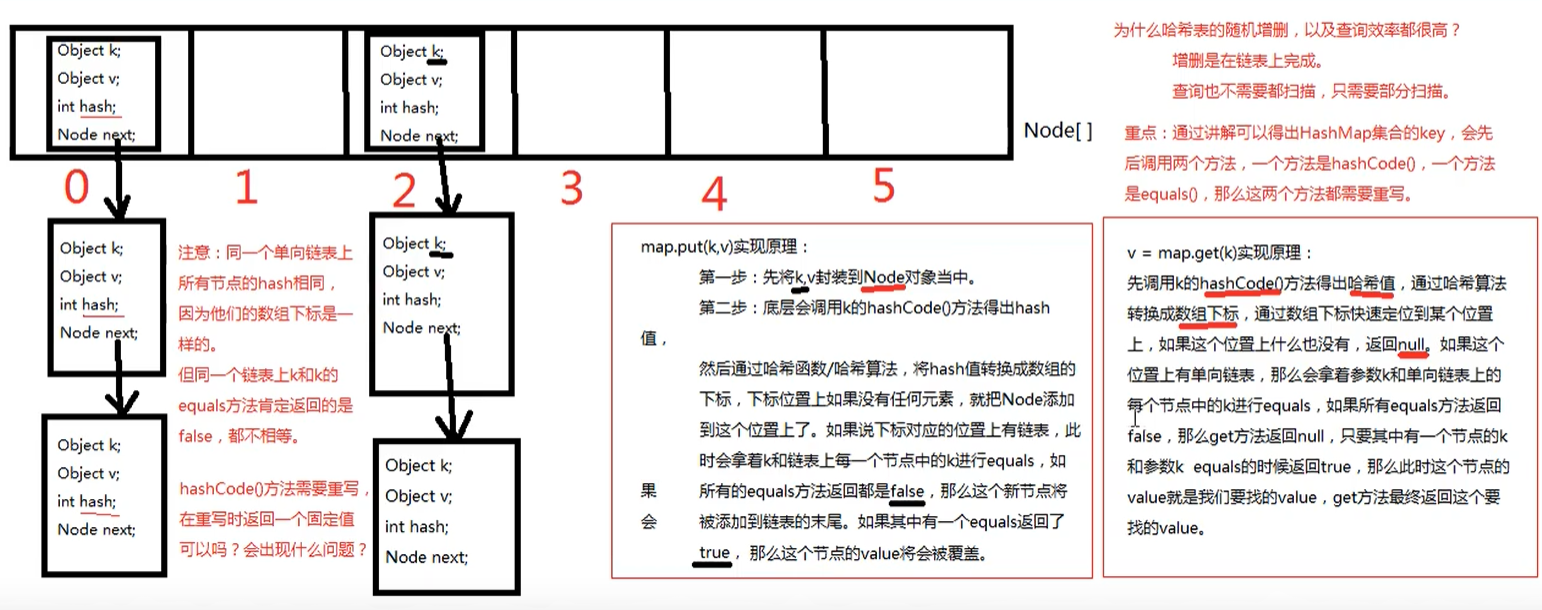 Object k;
Object v;
int hash;
Node next;
Object k;
Object v;
int hash;
Node next;
Node[ ]
0
1
2
3
4
5
Object k;
Object v;
int hash;
Node next;
Object k;
Object v;
int hash;
Node next;
注意：同一个单向链表上
所有节点的hash相同，
因为他们的数组下标是一
样的。
但同一个链表上k和k的
equals方法肯定返回的是
false，都不相等。
hashCode()方法需要重写，
在重写时返回一个固定值
可以吗？会出现什么问题？
Object k;
Object v;
int hash;
Node next;
Object k;
Object v;
int hash;
Node next;
为什么哈希表的随机增删，以及查询效率都很高？
增删是在链表上完成。
查询也不需要都扫描，只需要部分扫描。
重点：通过讲解可以得出HashMap集合的key，会先
后调用两个方法，一个方法是hashCode()，一个方法
是equals()，那么这两个方法都需要重写。
map.put(k,v)实现原理：
第一步：先将k,v封装到Node对象当中。
第二步：底层会调用k的hashCode()方法得出hash
值，
然后通过哈希函数/哈希算法，将hash值转换成数组的
下标，下标位置上如果没有任何元素，就把Node添加
到这个位置上了。如果说下标对应的位置上有链表，此
时会拿着k和链表上每一个节点中的k进行equals，如
果 所有的equals方法返回都是false，那么这个新节点将
会 被添加到链表的末尾。如果其中有一个equals返回了
true，那么这个节点的value将会被覆盖。
v = map.get(k)实现原理：
先调用k的hashCode()方法得出哈希值，通过哈希算法
转换成数组下标，通过数组下标快速定位到某个位置
上，如果这个位置上什么也没有，返回null。如果这个
位置上有单向链表，那么会拿着参数k和单向链表上的
每个节点中的k进行equals，如果所有equals方法返回
false，那么get方法返回null，只要其中有一个节点的k
和参数k equals的时候返回true，那么此时这个节点的
value就是我们要找的value，get方法最终返回这个要
找的value。